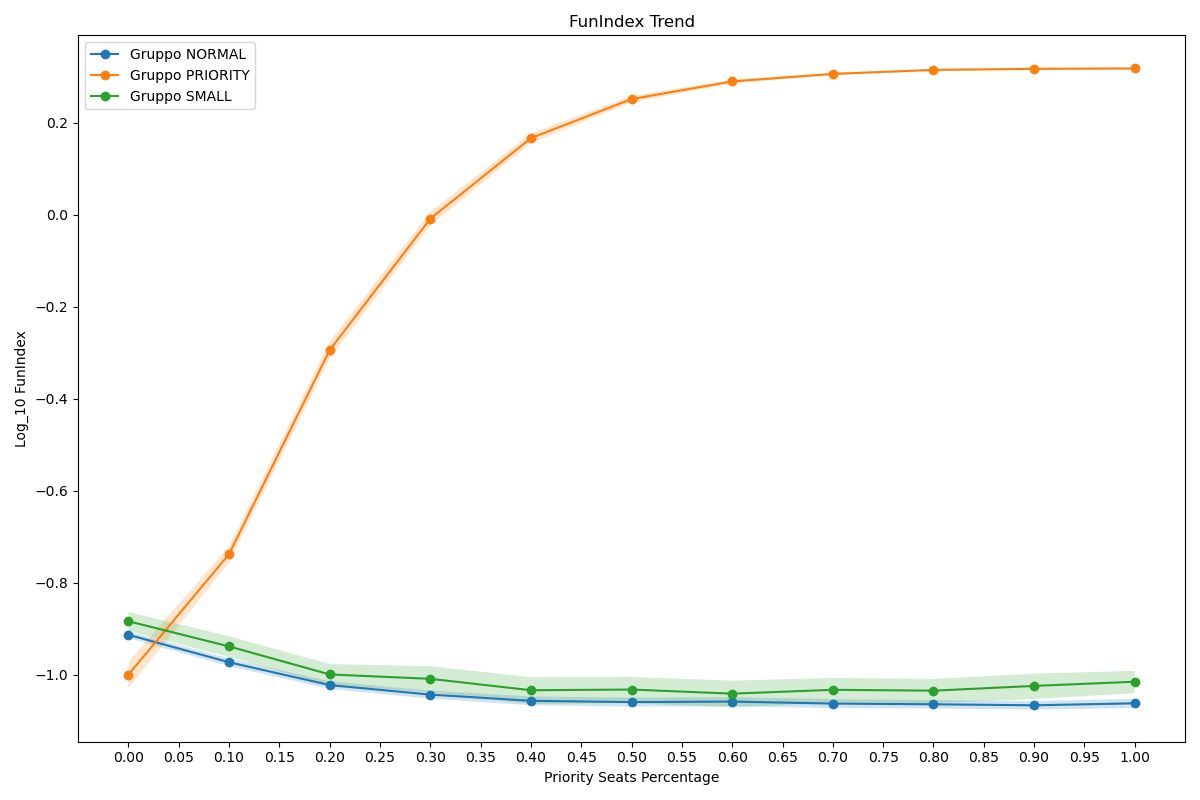 FunIndex Trend
Gruppo NORMAL
Gruppo PRIORITY
Gruppo SMALL
Log_10 FunIndex
0.2
0.0
−0.2
−0.4
−0.6
−0.8
−1.0
0.00 0.05 0.10 0.15 0.20 0.25 0.30 0.35 0.40 0.45 0.50 0.55 0.60 0.65 0.70 0.75 0.80 0.85 0.90 0.95 1.00
Priority Seats Percentage